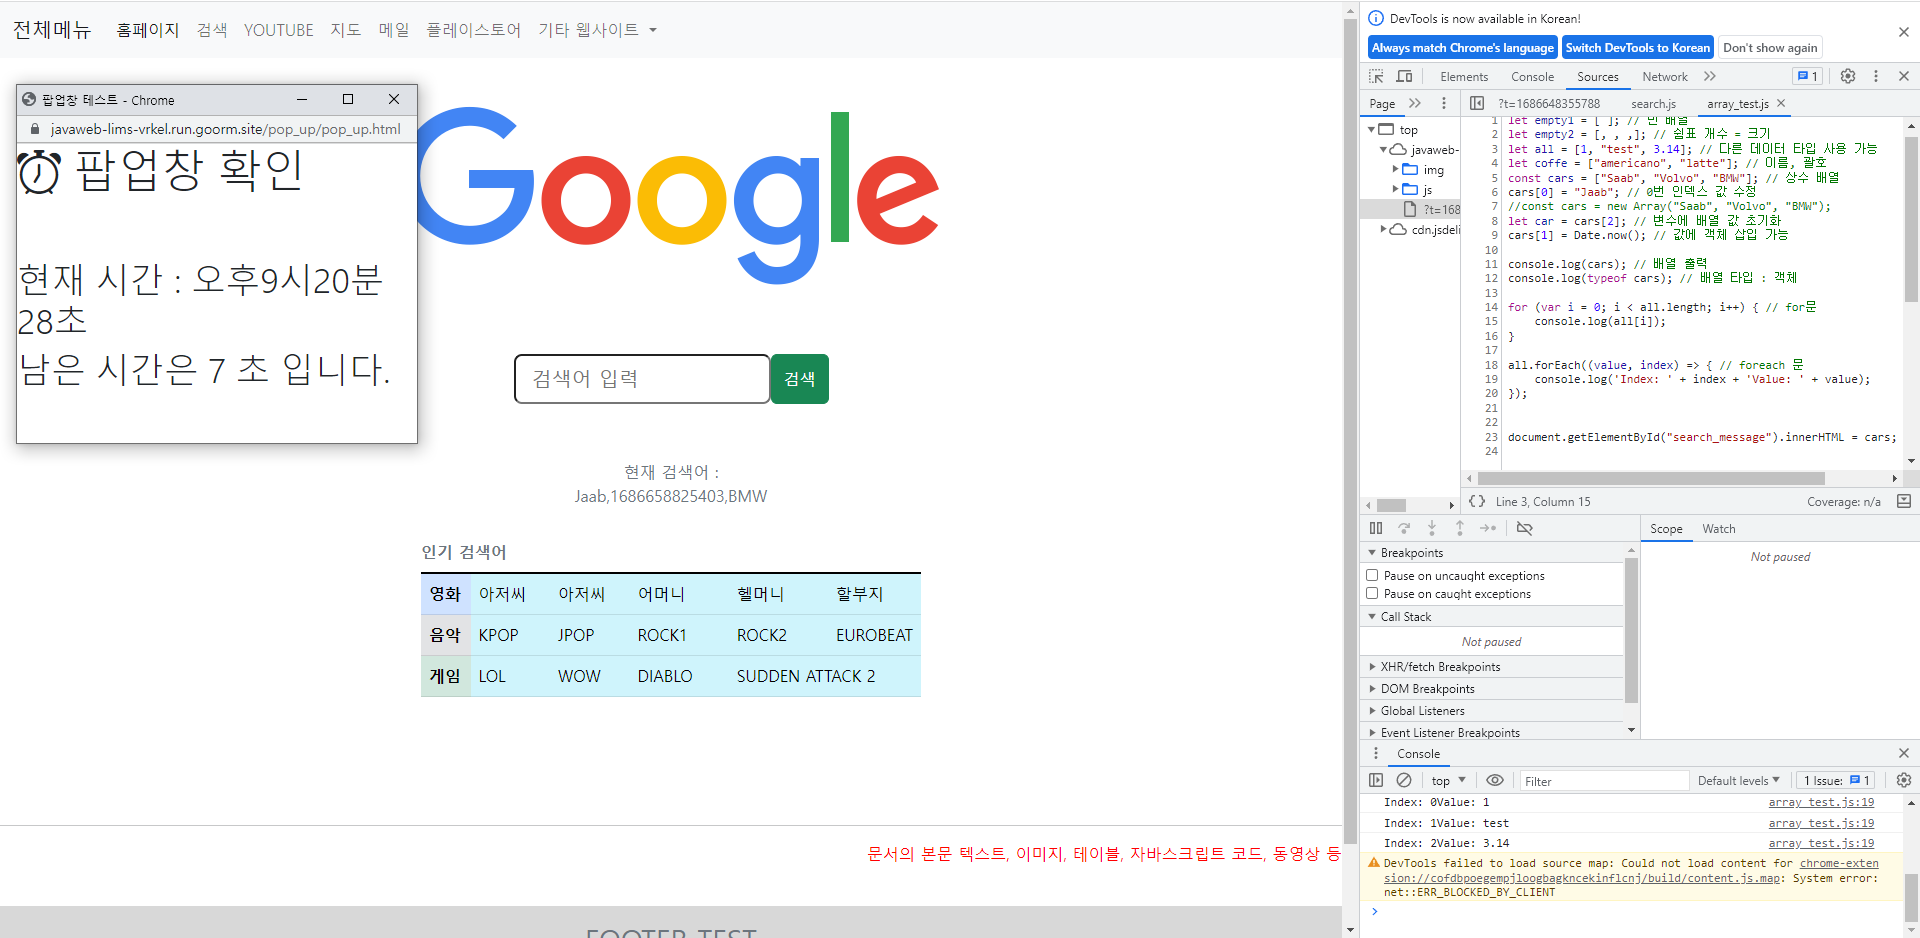 전체메뉴 홈페이지 검색 YOUTUBE 지도 메일 플레이스토어 기타 웹사이트
팝업창 테스트 - Chrome
javaweb-lims-vrkel.run.goorm.site/pop_up/pop_up.html
팝업창 확인
현재 시간 : 오후9시20분
28초
남은 시간은 7 초 입니다.
Google
검색어 입력 검색
현재 검색어 :
Jaab,1686658825403,BMW
인기 검색어
영화 아저씨 아저씨 어머니 헬머니 할부지
음악 KPOP JPOP ROCK1 ROCK2 EUROBEAT
게임 LOL WOW DIABLO SUDDEN ATTACK 2
문서의 본문 텍스트, 이미지, 테이블, 자바스크립트 코드, 동영상 등
FOOTER TEST
DevTools is now available in Korean!
Always match Chrome's language Switch DevTools to Korean Don't show again
Elements Console Sources Network 1
Page ?t=1686648355788 search.js array_test.js
top
javaweb-
img
js
?t=168
cdn.jsdeli
1 let empty1 = [ ]; // 빈 배열
2 let empty2 = [, , ,]; // 쉼표 개수 = 크기
3 let all = [1, "test", 3.14]; // 다른 데이터 타입 사용 가능
4 let coffe = ["americano", "latte"]; // 이름, 괄호
5 const cars = ["Saab", "Volvo", "BMW"]; // 상수 배열
6 cars[0] = "Jaab"; // 0번 인덱스 값 수정
7 //const cars = new Array("Saab", "Volvo", "BMW");
8 let car = cars[2]; // 변수에 배열 값 초기화
9 cars[1] = Date.now(); // 값에 객체 삽입 가능
10
11 console.log(cars); // 배열 출력
12 console.log(typeof cars); // 배열 타입 : 객체
13
14 for (var i = 0; i < all.length; i++) { // for문
15 console.log(all[i]);
16 }
17
18 all.forEach((value, index) => { // foreach 문
19 console.log('Index: ' + index + 'Value: ' + value);
20 });
21
22
23 document.getElementById("search_message").innerHTML = cars;
24
{} Line 3, Column 15 Coverage: n/a
Scope Watch
Not paused
Breakpoints
Pause on uncaught exceptions
Pause on caught exceptions
Call Stack
Not paused
XHR/fetch Breakpoints
DOM Breakpoints
Global Listeners
Event Listener Breakpoints
Console
top Filter Default levels 1 Issue: 1
Index: 0Value: 1 array_test.js:19
Index: 1Value: test array_test.js:19
Index: 2Value: 3.14 array_test.js:19
DevTools failed to load source map: Could not load content for chrome-exten
sion://cofdbpoegempjloogbagkncekinflcnj/build/content.js.map: System error:
net::ERR_BLOCKED_BY_CLIENT